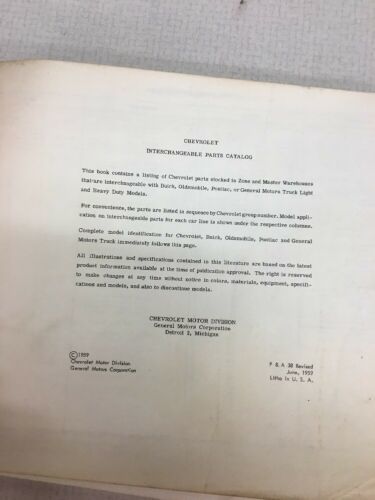 CHEVROLET
INTERCHANGEABLE PARTS CATALOG
This book contains a listing of Chevrolet parts stocked in Zone and Master Warehouses
that are interchangeable with Buick, Oldsmobile, Pontiac, or General Motors Truck Light
and Heavy Duty Models.
For convenience, the parts are listed in sequence by Chevrolet group number. Model appli-
cation on interchangeable parts for each car line is shown under the respective columns.
Complete model identification for Chevrolet, Buick, Oldsmobile, Pontiac and General
Motors Truck immediately follows this page.
All illustrations and specifications contained in this literature are based on the latest
product information available at the time of publication approval. The right is reserved
to make changes at any time without notice in colors, materials, equipment, specifi-
cations and models, and also to discontinue models.
CHEVROLET MOTOR DIVISION
General Motors Corporation
Detroit 2, Michigan
©1959
Chevrolet Motor Division
General Motors Corporation
P & A 38 Revised
June, 1959
Litho in U. S. A.